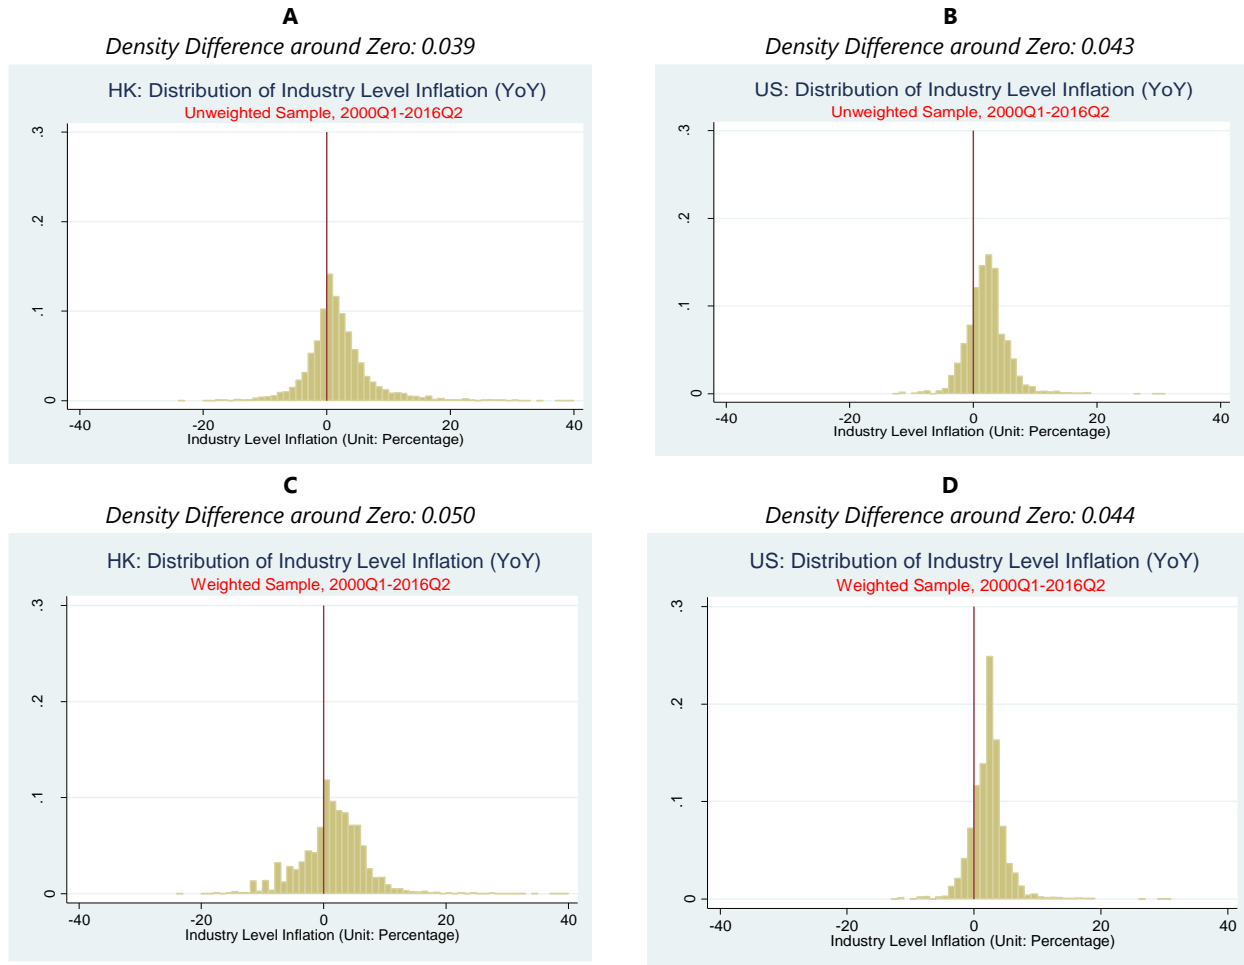 A
Density Difference around Zero: 0.039
HK: Distribution of Industry Level Inflation (YoY)
Unweighted Sample, 2000Q1-2016Q2
.3
.2
.1
0
-40 -20 0 20 40
Industry Level Inflation (Unit: Percentage)
B
Density Difference around Zero: 0.043
US: Distribution of Industry Level Inflation (YoY)
Unweighted Sample, 2000Q1-2016Q2
.3
.2
.1
0
-40 -20 0 20 40
Industry Level Inflation (Unit: Percentage)
C
Density Difference around Zero: 0.050
HK: Distribution of Industry Level Inflation (YoY)
Weighted Sample, 2000Q1-2016Q2
.3
.2
.1
0
-40 -20 0 20 40
Industry Level Inflation (Unit: Percentage)
D
Density Difference around Zero: 0.044
US: Distribution of Industry Level Inflation (YoY)
Weighted Sample, 2000Q1-2016Q2
.3
.2
.1
0
-40 -20 0 20 40
Industry Level Inflation (Unit: Percentage)